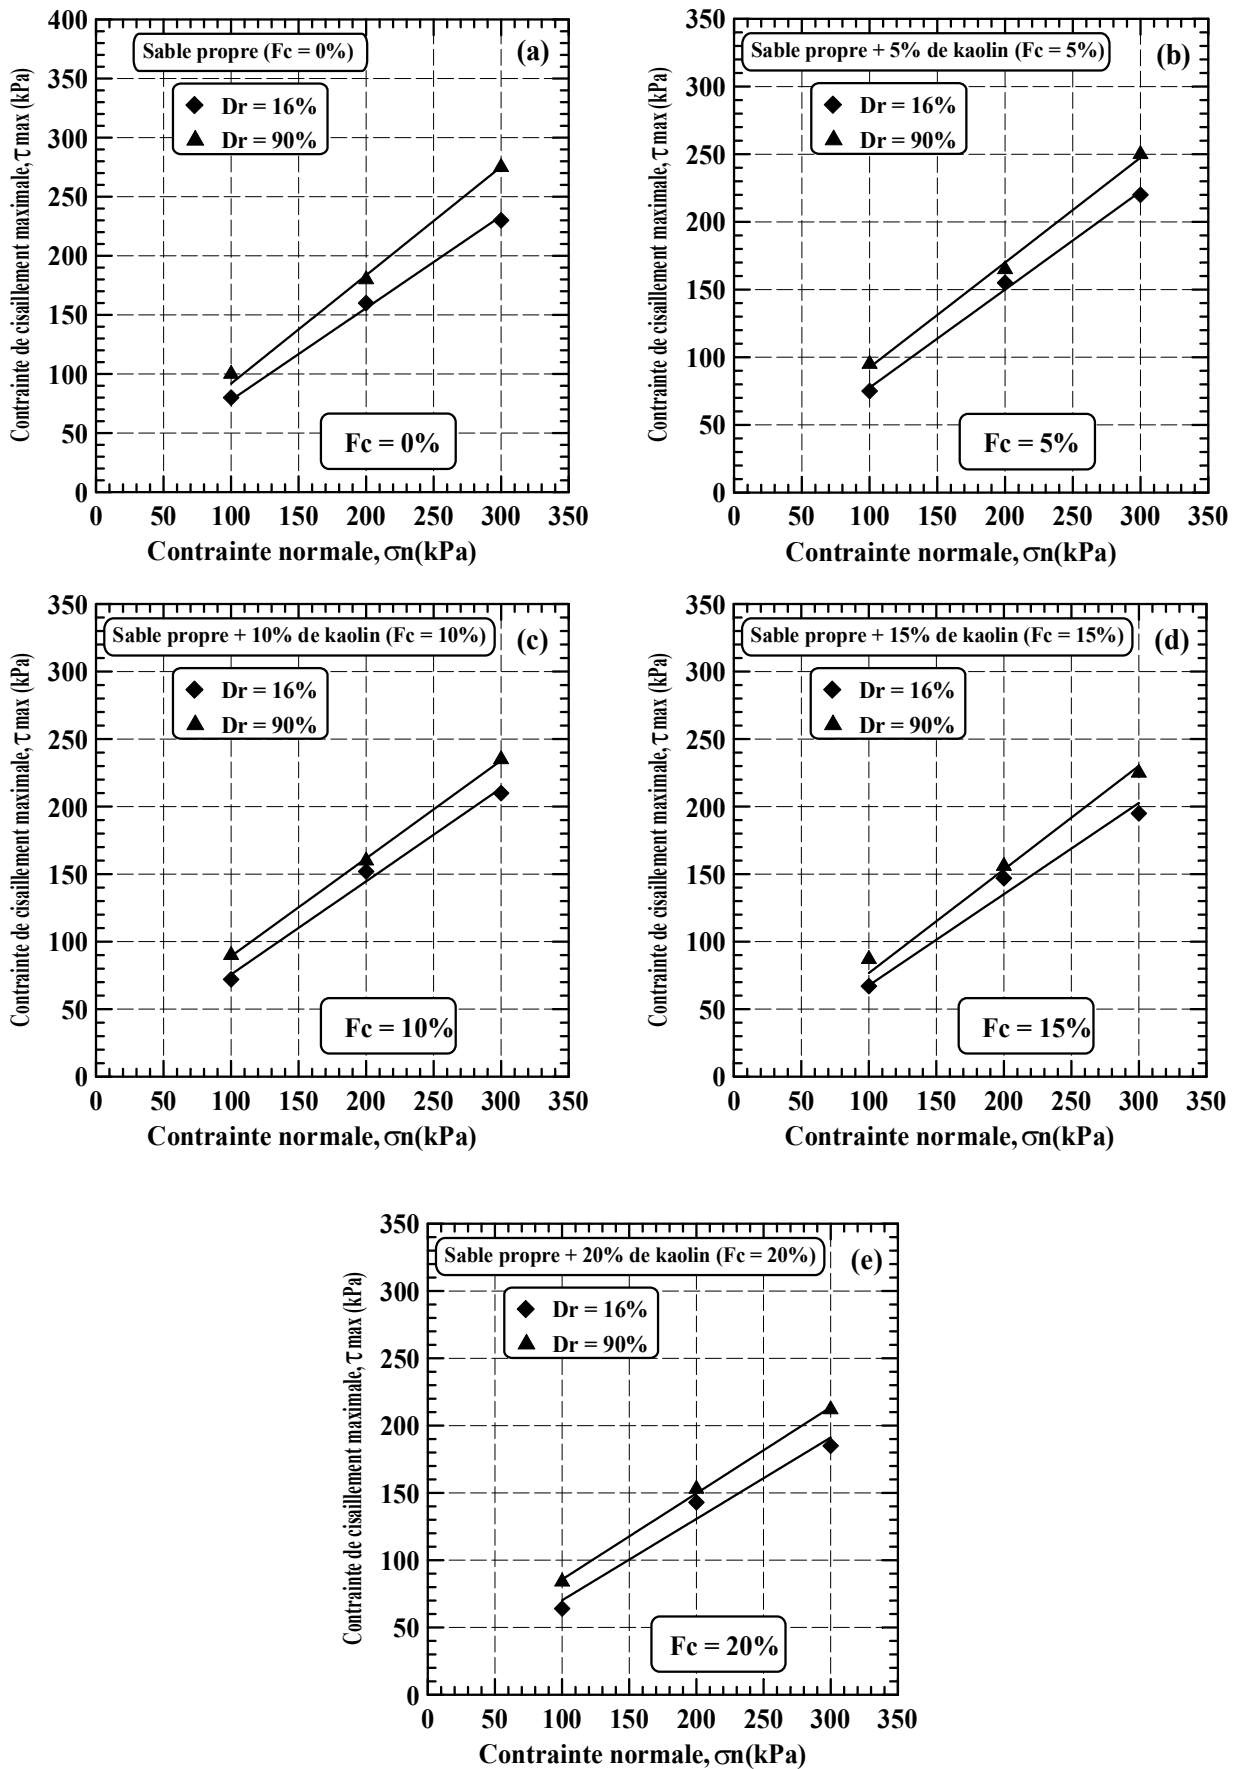 400
350
300
250
200
150
100
50
0
Contrainte de cisaillement maximale, τ max (kPa)
Sable propre (Fc = 0%)
(a)
Dr = 16%
Dr = 90%
Fc = 0%
0 50 100 150 200 250 300 350
Contrainte normale, σn(kPa)
350
300
250
200
150
100
50
0
Contrainte de cisaillement maximale, τ max (kPa)
Sable propre + 5% de kaolin (Fc = 5%)
(b)
Dr = 16%
Dr = 90%
Fc = 5%
0 50 100 150 200 250 300 350
Contrainte normale, σn(kPa)
350
300
250
200
150
100
50
0
Contrainte de cisaillement maximale, τ max (kPa)
Sable propre + 10% de kaolin (Fc = 10%)
(c)
Dr = 16%
Dr = 90%
Fc = 10%
0 50 100 150 200 250 300 350
Contrainte normale, σn(kPa)
350
300
250
200
150
100
50
0
Contrainte de cisaillement maximale, τ max (kPa)
Sable propre + 15% de kaolin (Fc = 15%)
(d)
Dr = 16%
Dr = 90%
Fc = 15%
0 50 100 150 200 250 300 350
Contrainte normale, σn(kPa)
350
300
250
200
150
100
50
0
Contrainte de cisaillement maximale, τ max (kPa)
Sable propre + 20% de kaolin (Fc = 20%)
(e)
Dr = 16%
Dr = 90%
Fc = 20%
0 50 100 150 200 250 300 350
Contrainte normale, σn(kPa)